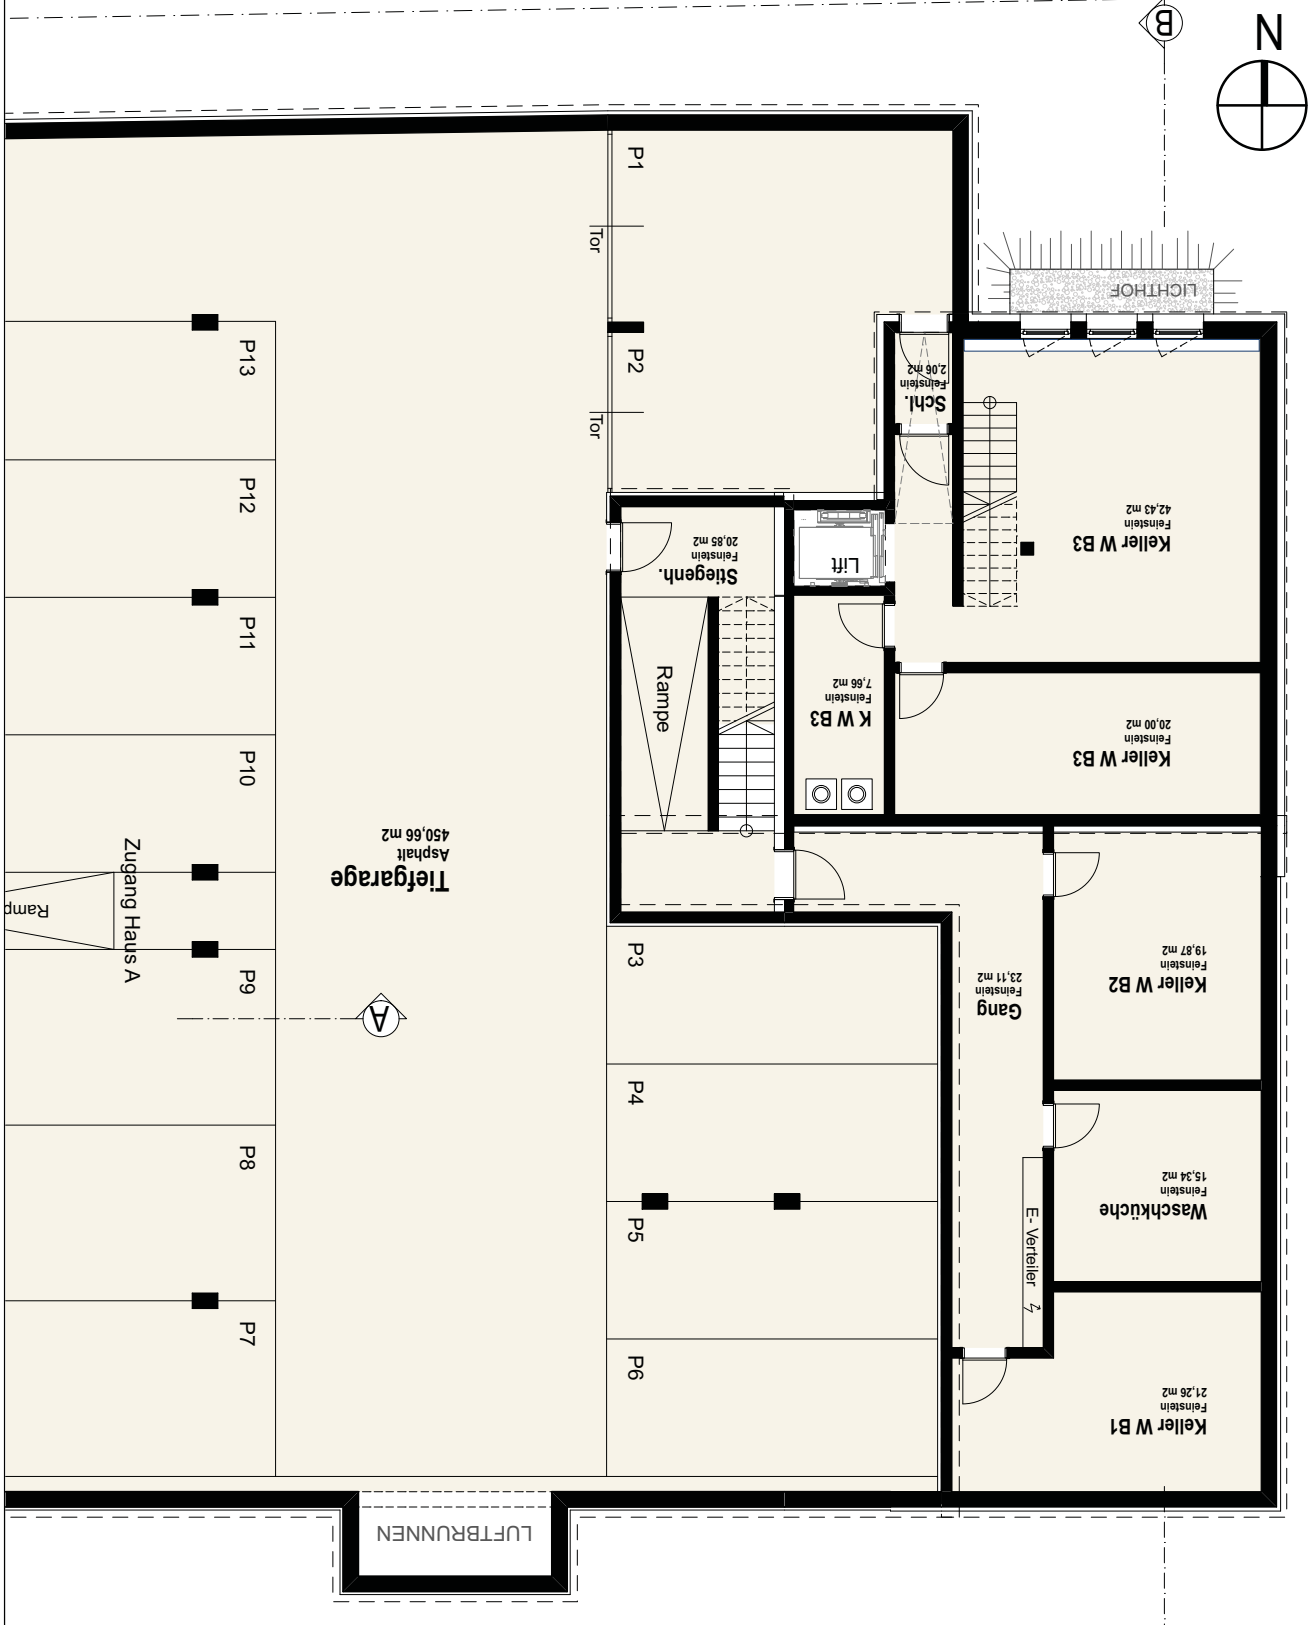 B
N
P1
Tor
LICHTHOF
P13
P2
Schl.
Feinstein
2,06 m2
Tor
P12
Keller W B3
Feinstein
42,43 m2
Stiegenh.
Feinstein
20,85 m2
Lift
P11
Rampe
K W B3
Feinstein
7,66 m2
Keller W B3
Feinstein
20,00 m2
P10
Tiefgarage
Asphalt
450,66 m2
Zugang Haus A
Ramp
P9
P3
Keller W B2
Feinstein
19,87 m2
Gang
Feinstein
23,11 m2
A
P4
P8
Waschküche
Feinstein
15,34 m2
P5
E- Verteiler
P7
P6
Keller W B1
Feinstein
21,26 m2
LUFTBRUNNEN